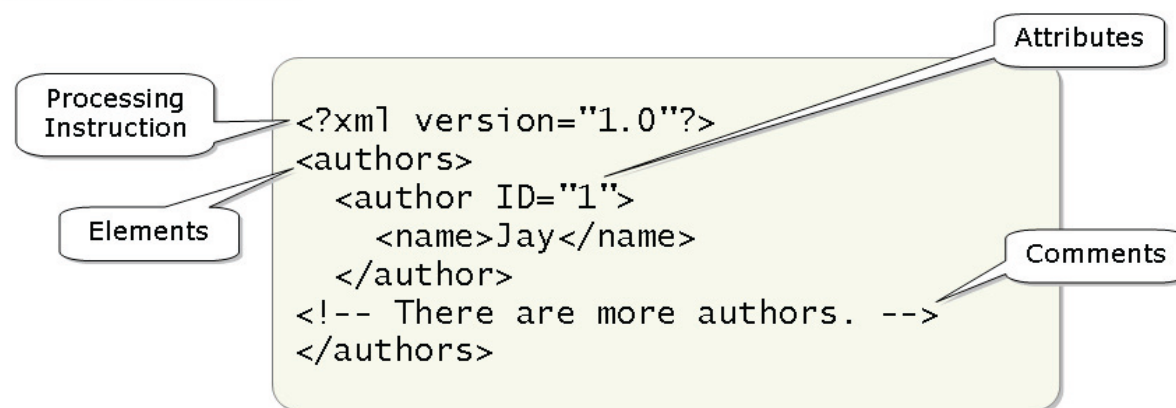 Attributes
Processing
Instruction
<?xml version="1.0"?>
<authors>
  <author ID="1">
Elements
    <name>Jay</name>
Comments
  </author>
<!-- There are more authors. -->
</authors>